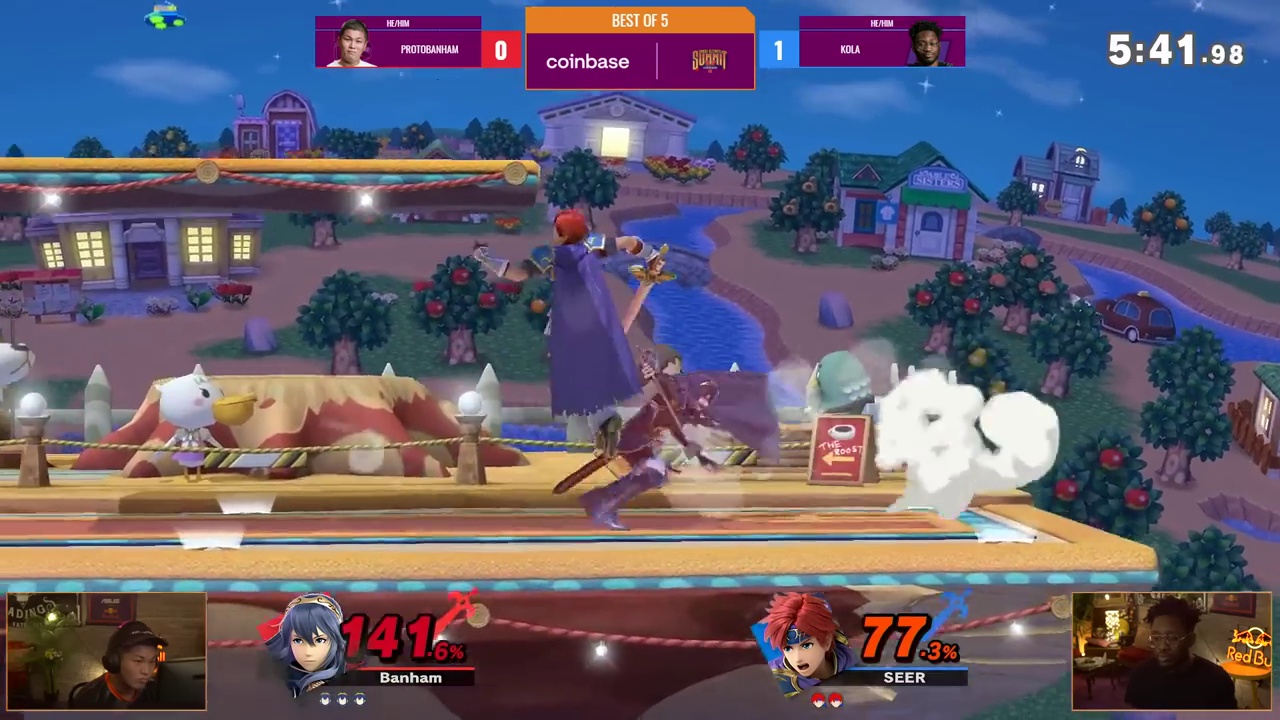 HE/HIM
PROTOBANHAM
0
BEST OF 5
coinbase
SUMMIT
1
HE/HIM
KOLA
5:41.98
ABLE SISTERS
THE
ROOST
141.6%
Banham
77.3%
SEER
ADING
Red Bu